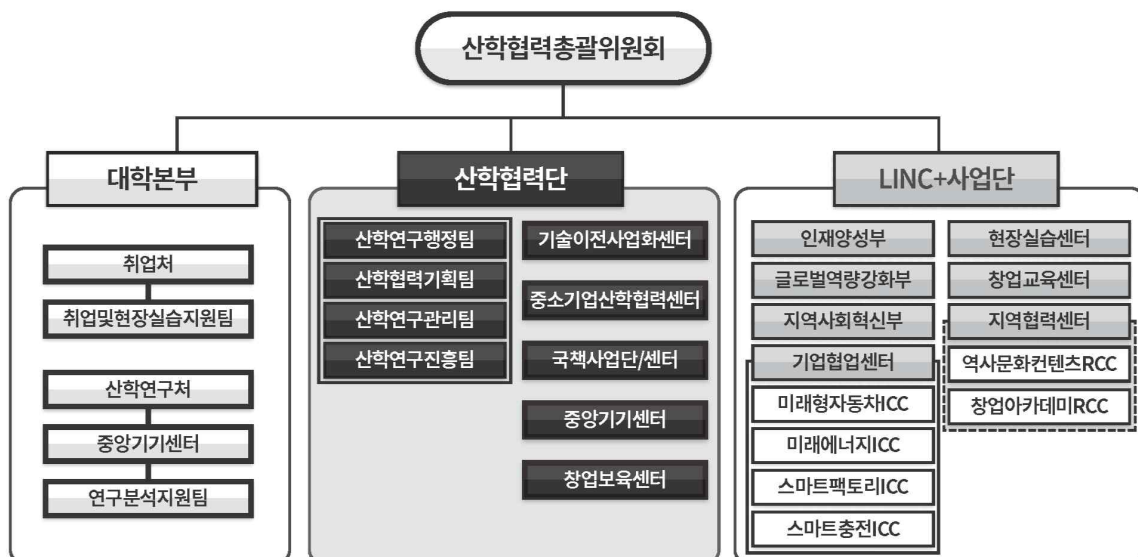 산학협력총괄위원회
대학본부
취업처
취업및현장실습지원팀
산학연구처
중앙기기센터
연구분석지원팀
산학협력단
산학연구행정팀
산학협력기획팀
산학연구관리팀
산학연구진흥팀
기술이전사업화센터
중소기업산학협력센터
국책사업단/센터
중앙기기센터
창업보육센터
LINC+사업단
인재양성부
글로벌역량강화부
지역사회혁신부
기업협업센터
미래형자동차ICC
미래에너지ICC
스마트팩토리ICC
스마트충전ICC
현장실습센터
창업교육센터
지역협력센터
역사문화컨텐츠RCC
창업아카데미RCC